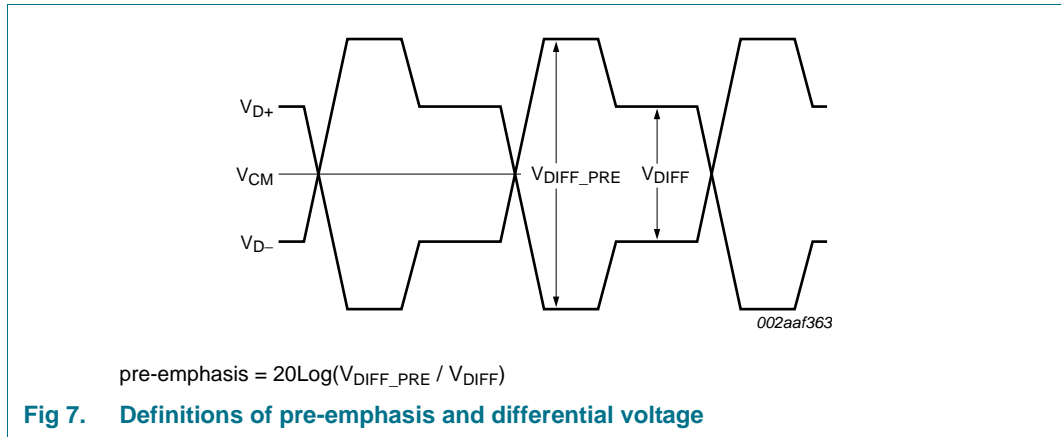 V_D+
V_CM
V_D−
V_DIFF_PRE
V_DIFF
002aaf363
pre-emphasis = 20Log(V_DIFF_PRE / V_DIFF)
Fig 7. Definitions of pre-emphasis and differential voltage